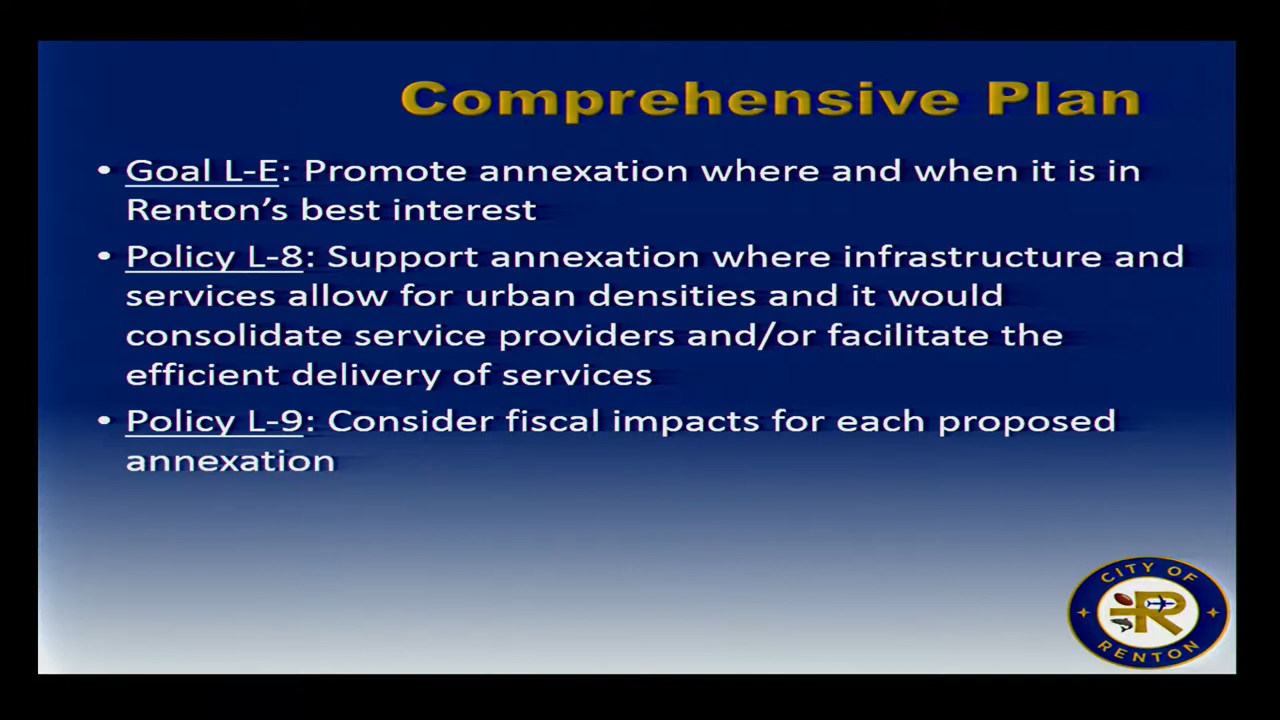 Comprehensive Plan
• Goal L-E: Promote annexation where and when it is in
Renton’s best interest
• Policy L-8: Support annexation where infrastructure and
services allow for urban densities and it would
consolidate service providers and/or facilitate the
efficient delivery of services
• Policy L-9: Consider fiscal impacts for each proposed
annexation
CITY OF
R
RENTON